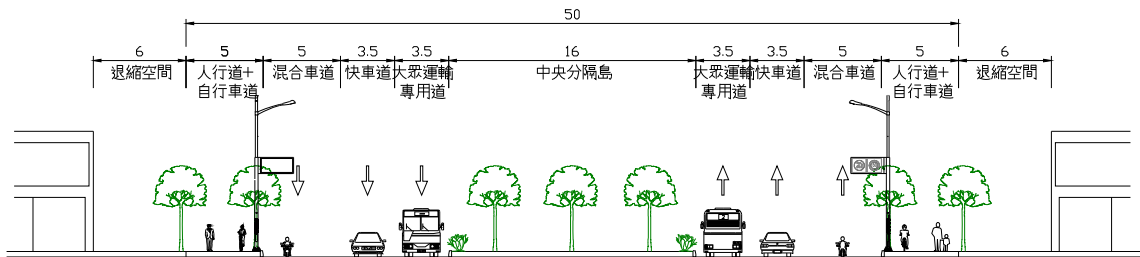 50
6 5 5 3.5 3.5 16 3.5 3.5 5 5 6
退縮空間 人行道+ 混合車道 快車道 大眾運輸 中央分隔島 大眾運輸 快車道 混合車道 人行道+ 退縮空間
自行車道 專用道 專用道 自行車道